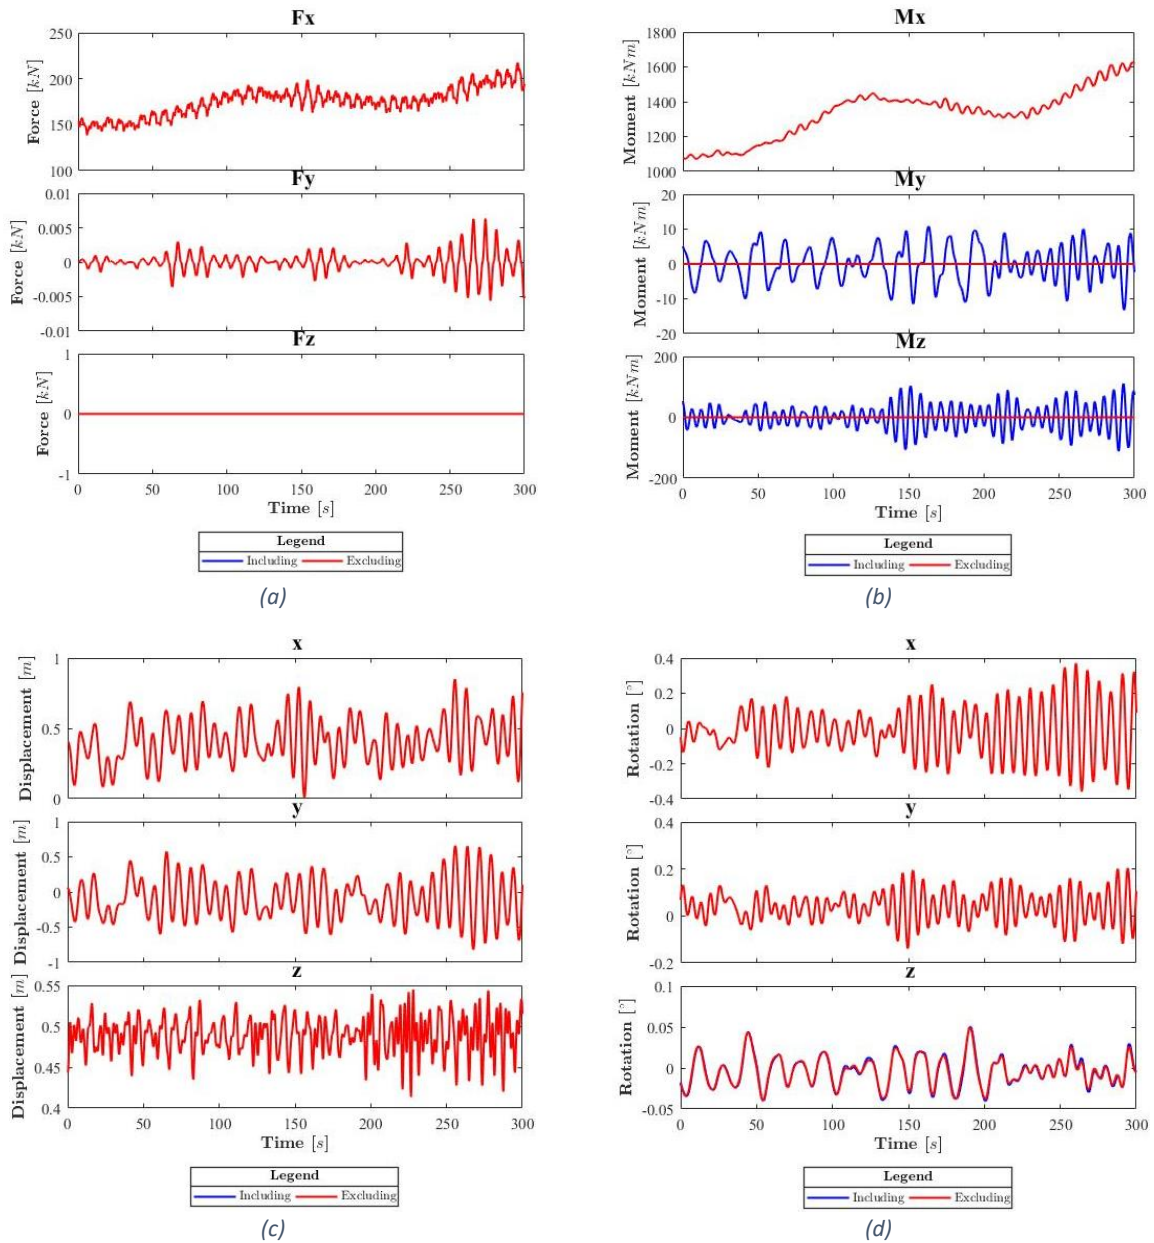 Fx
Force [kN]
250
200
150
100
Fy
Force [kN]
0.01
0.005
0
-0.005
-0.01
Fz
Force [kN]
1
0
-1
0 50 100 150 200 250 300
Time [s]
Legend
Including Excluding
(a)
Mx
Moment [kNm]
1800
1600
1400
1200
1000
My
Moment [kNm]
20
10
0
-10
-20
Mz
Moment [kNm]
200
0
-200
0 50 100 150 200 250 300
Time [s]
Legend
Including Excluding
(b)
x
Displacement [m]
1
0.5
0
y
Displacement [m]
1
0.5
0
-0.5
-1
z
Displacement [m]
0.55
0.5
0.45
0.4
0 50 100 150 200 250 300
Time [s]
Legend
Including Excluding
(c)
x
Rotation [°]
0.4
0.2
0
-0.2
-0.4
y
Rotation [°]
0.4
0.2
0
-0.2
z
Rotation [°]
0.1
0.05
0
-0.05
0 50 100 150 200 250 300
Time [s]
Legend
Including Excluding
(d)